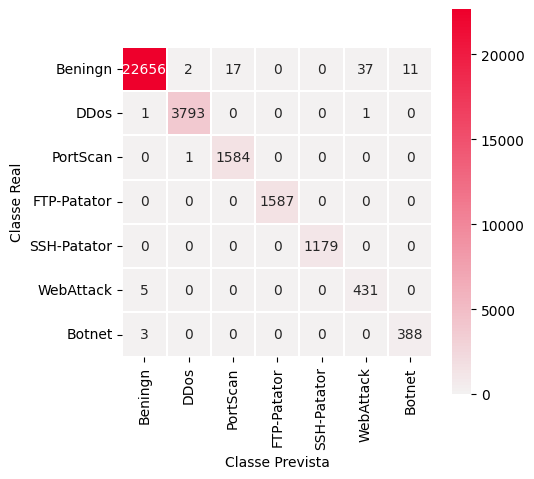 Classe Real
Beningn 22656 2 17 0 0 37 11
DDos 1 3793 0 0 0 1 0
PortScan 0 1 1584 0 0 0 0
FTP-Patator 0 0 0 1587 0 0 0
SSH-Patator 0 0 0 0 1179 0 0
WebAttack 5 0 0 0 0 431 0
Botnet 3 0 0 0 0 0 388
Beningn DDos PortScan FTP-Patator SSH-Patator WebAttack Botnet
Classe Prevista
20000
15000
10000
5000
0